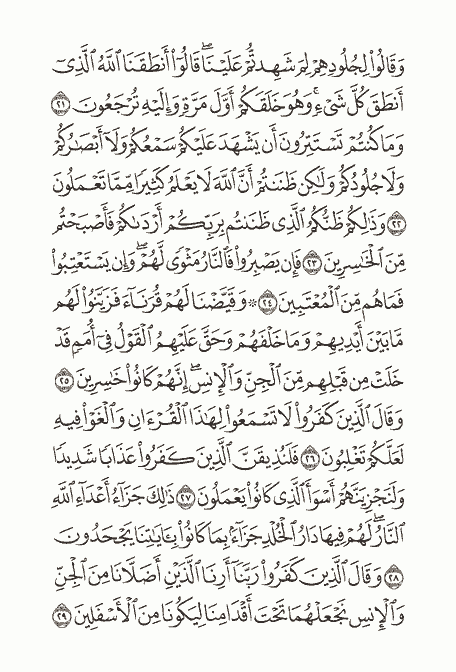 وَقَالُوا۟ لِجُلُودِهِمْ لِمَ شَهِدتُّمْ عَلَيْنَا ۖ قَالُوٓا۟ أَنطَقَنَا ٱللَّهُ ٱلَّذِىٓ
أَنطَقَ كُلَّ شَىْءٍ ۚ وَهُوَ خَلَقَكُمْ أَوَّلَ مَرَّةٍ وَإِلَيْهِ تُرْجَعُونَ ٢١
وَمَا كُنتُمْ تَسْتَتِرُونَ أَن يَشْهَدَ عَلَيْكُمْ سَمْعُكُمْ وَلَآ أَبْصَـٰرُكُمْ
وَلَا جُلُودُكُمْ وَلَـٰكِن ظَنَنتُمْ أَنَّ ٱللَّهَ لَا يَعْلَمُ كَثِيرًا مِّمَّا تَعْمَلُونَ
٢٢ وَذَٰلِكُمْ ظَنُّكُمُ ٱلَّذِى ظَنَنتُم بِرَبِّكُمْ أَرْدَىٰكُمْ فَأَصْبَحْتُم
مِّنَ ٱلْخَـٰسِرِينَ ٢٣ فَإِن يَصْبِرُوا۟ فَٱلنَّارُ مَثْوًى لَّهُمْ ۖ وَإِن يَسْتَعْتِبُوا۟
فَمَا هُم مِّنَ ٱلْمُعْتَبِينَ ٢٤ ۞ وَقَيَّضْنَا لَهُمْ قُرَنَآءَ فَزَيَّنُوا۟ لَهُم
مَّا بَيْنَ أَيْدِيهِمْ وَمَا خَلْفَهُمْ وَحَقَّ عَلَيْهِمُ ٱلْقَوْلُ فِىٓ أُمَمٍ قَدْ
خَلَتْ مِن قَبْلِهِم مِّنَ ٱلْجِنِّ وَٱلْإِنسِ ۖ إِنَّهُمْ كَانُوا۟ خَـٰسِرِينَ ٢٥
وَقَالَ ٱلَّذِينَ كَفَرُوا۟ لَا تَسْمَعُوا۟ لِهَـٰذَا ٱلْقُرْءَانِ وَٱلْغَوْا۟ فِيهِ
لَعَلَّكُمْ تَغْلِبُونَ ٢٦ فَلَنُذِيقَنَّ ٱلَّذِينَ كَفَرُوا۟ عَذَابًا شَدِيدًا
وَلَنَجْزِيَنَّهُمْ أَسْوَأَ ٱلَّذِى كَانُوا۟ يَعْمَلُونَ ٢٧ ذَٰلِكَ جَزَآءُ أَعْدَآءِ ٱللَّهِ
ٱلنَّارُ ۖ لَهُمْ فِيهَا دَارُ ٱلْخُلْدِ ۖ جَزَآءًۢ بِمَا كَانُوا۟ بِـَٔايَـٰتِنَا يَجْحَدُونَ
٢٨ وَقَالَ ٱلَّذِينَ كَفَرُوا۟ رَبَّنَآ أَرِنَا ٱلَّذَيْنِ أَضَلَّانَا مِنَ ٱلْجِنِّ
وَٱلْإِنسِ نَجْعَلْهُمَا تَحْتَ أَقْدَامِنَا لِيَكُونَا مِنَ ٱلْأَسْفَلِينَ ٢٩